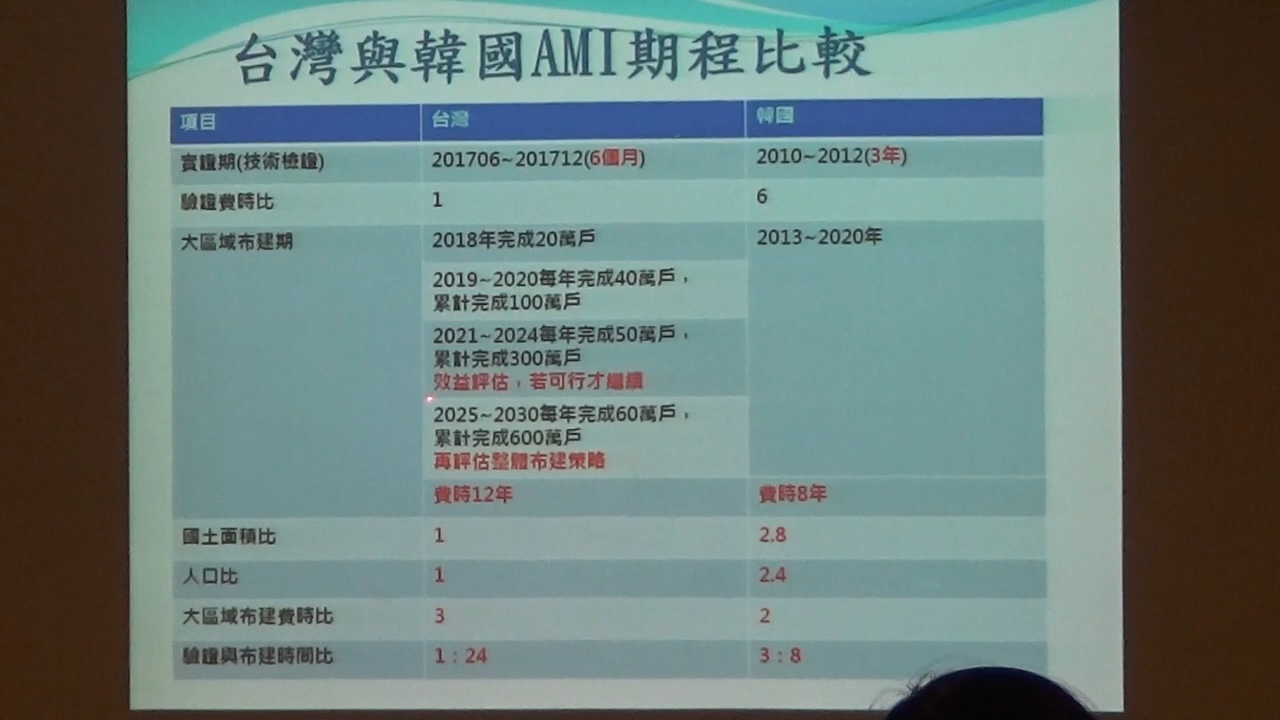 台灣與韓國AMI期程比較
項目 台灣 韓國
實證期(技術檢證) 201706~201712(6個月) 2010~2012(3年)
驗證費時比 1 6
大區域布建期 2018年完成20萬戶 2013~2020年
2019~2020每年完成40萬戶，
累計完成100萬戶
2021~2024每年完成50萬戶，
累計完成300萬戶
效益評估，若可行才繼續
2025~2030每年完成60萬戶，
累計完成600萬戶
再評估整體布建策略
費時12年 費時8年
國土面積比 1 2.8
人口比 1 2.4
大區域布建費時比 3 2
驗證與布建時間比 1：24 3：8